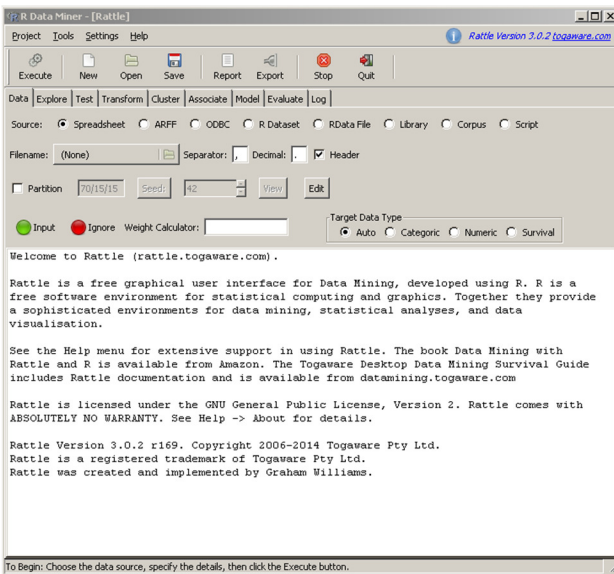 R Data Miner - [Rattle]
Project Tools Settings Help Rattle Version 3.0.2 togaware.com
Execute New Open Save Report Export Stop Quit
Data Explore Test Transform Cluster Associate Model Evaluate Log
Source: Spreadsheet ARFF ODBC R Dataset RData File Library Corpus Script
Filename: (None) Separator: , Decimal: . Header
Partition 70/15/15 Seed: 42 View Edit
Target Data Type
Input Ignore Weight Calculator: Auto Categoric Numeric Survival
Welcome to Rattle (rattle.togaware.com).
Rattle is a free graphical user interface for Data Mining, developed using R. R is a
free software environment for statistical computing and graphics. Together they provide
a sophisticated environments for data mining, statistical analyses, and data
visualisation.
See the Help menu for extensive support in using Rattle. The book Data Mining with
Rattle and R is available from Amazon. The Togaware Desktop Data Mining Survival Guide
includes Rattle documentation and is available from datamining.togaware.com
Rattle is licensed under the GNU General Public License, Version 2. Rattle comes with
ABSOLUTELY NO WARRANTY. See Help -> About for details.
Rattle Version 3.0.2 r169. Copyright 2006-2014 Togaware Pty Ltd.
Rattle is a registered trademark of Togaware Pty Ltd.
Rattle was created and implemented by Graham Williams.
To Begin: Choose the data source, specify the details, then click the Execute button.